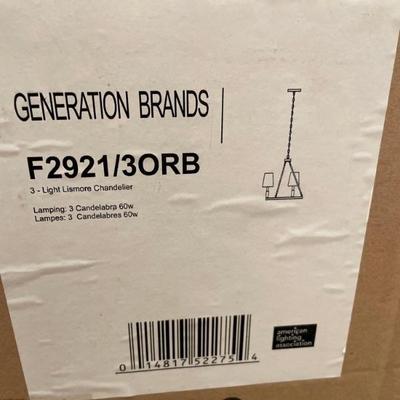 GENERATION BRANDS
F2921/3ORB
3 - Light Lismore Chandelier
Lamping: 3 Candelabra 60w
Lampes: 3 Candelabres 60w
0 14817 52275 4
american
lighting
association